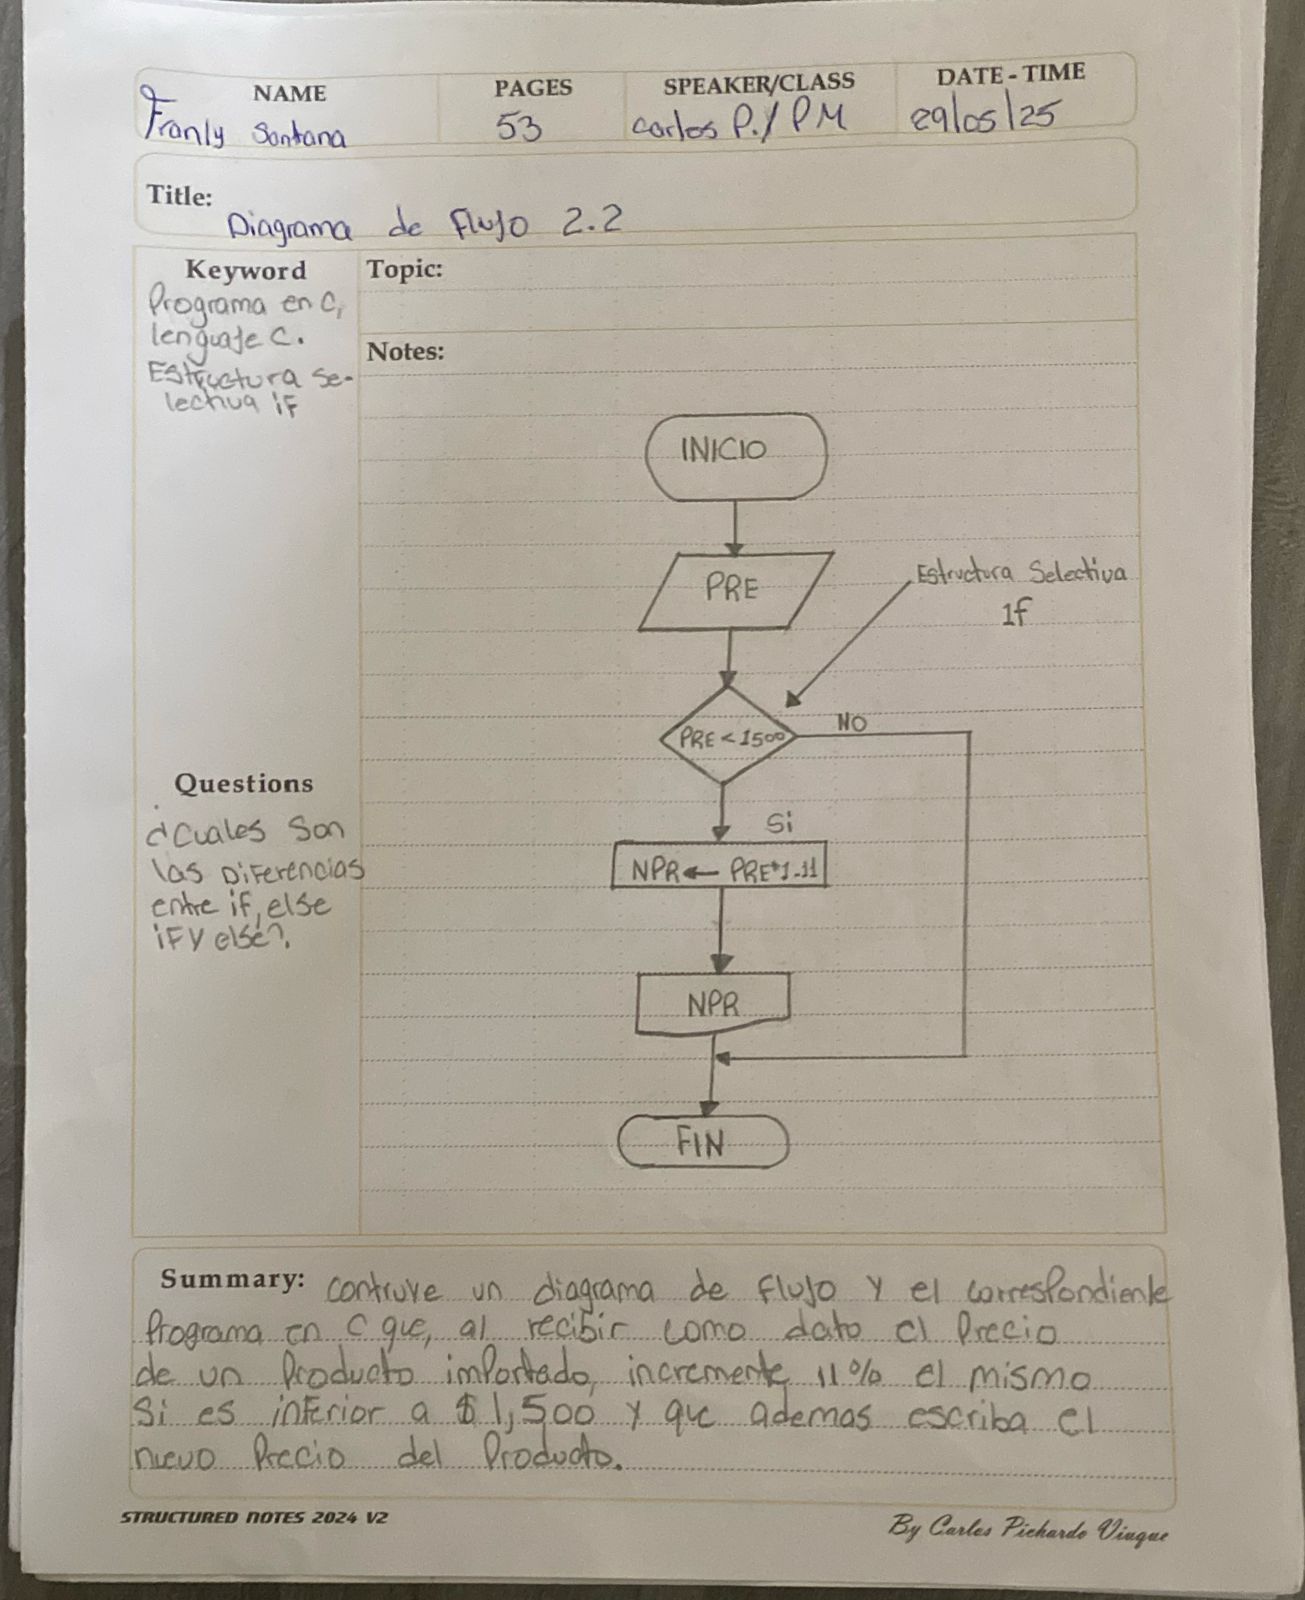 NAME PAGES SPEAKER/CLASS DATE - TIME
Franly Santana 53 Carlos P./ PM 29/05/25
Title:
Diagrama de Flujo 2.2
Keyword
Programa en C,
lenguaje C.
Estructura Se-
lectiva if
Topic:
Notes:
INICIO
PRE
Estructura Selectiva
If
PRE < 1500
NO
Si
NPR ← PRE*1.11
NPR
FIN
Questions
¿Cuales Son
las Diferencias
entre if, else
if y else?.
Summary: contruye un diagrama de Flujo y el correspondiente
Programa en C que, al recibir como dato el Precio
de un Producto importado, incremente 11% el mismo
Si es inferior a $1,500 y que ademas escriba el
nuevo Precio del Producto.
STRUCTURED NOTES 2024 V2
By Carlos Pichardo Viuque